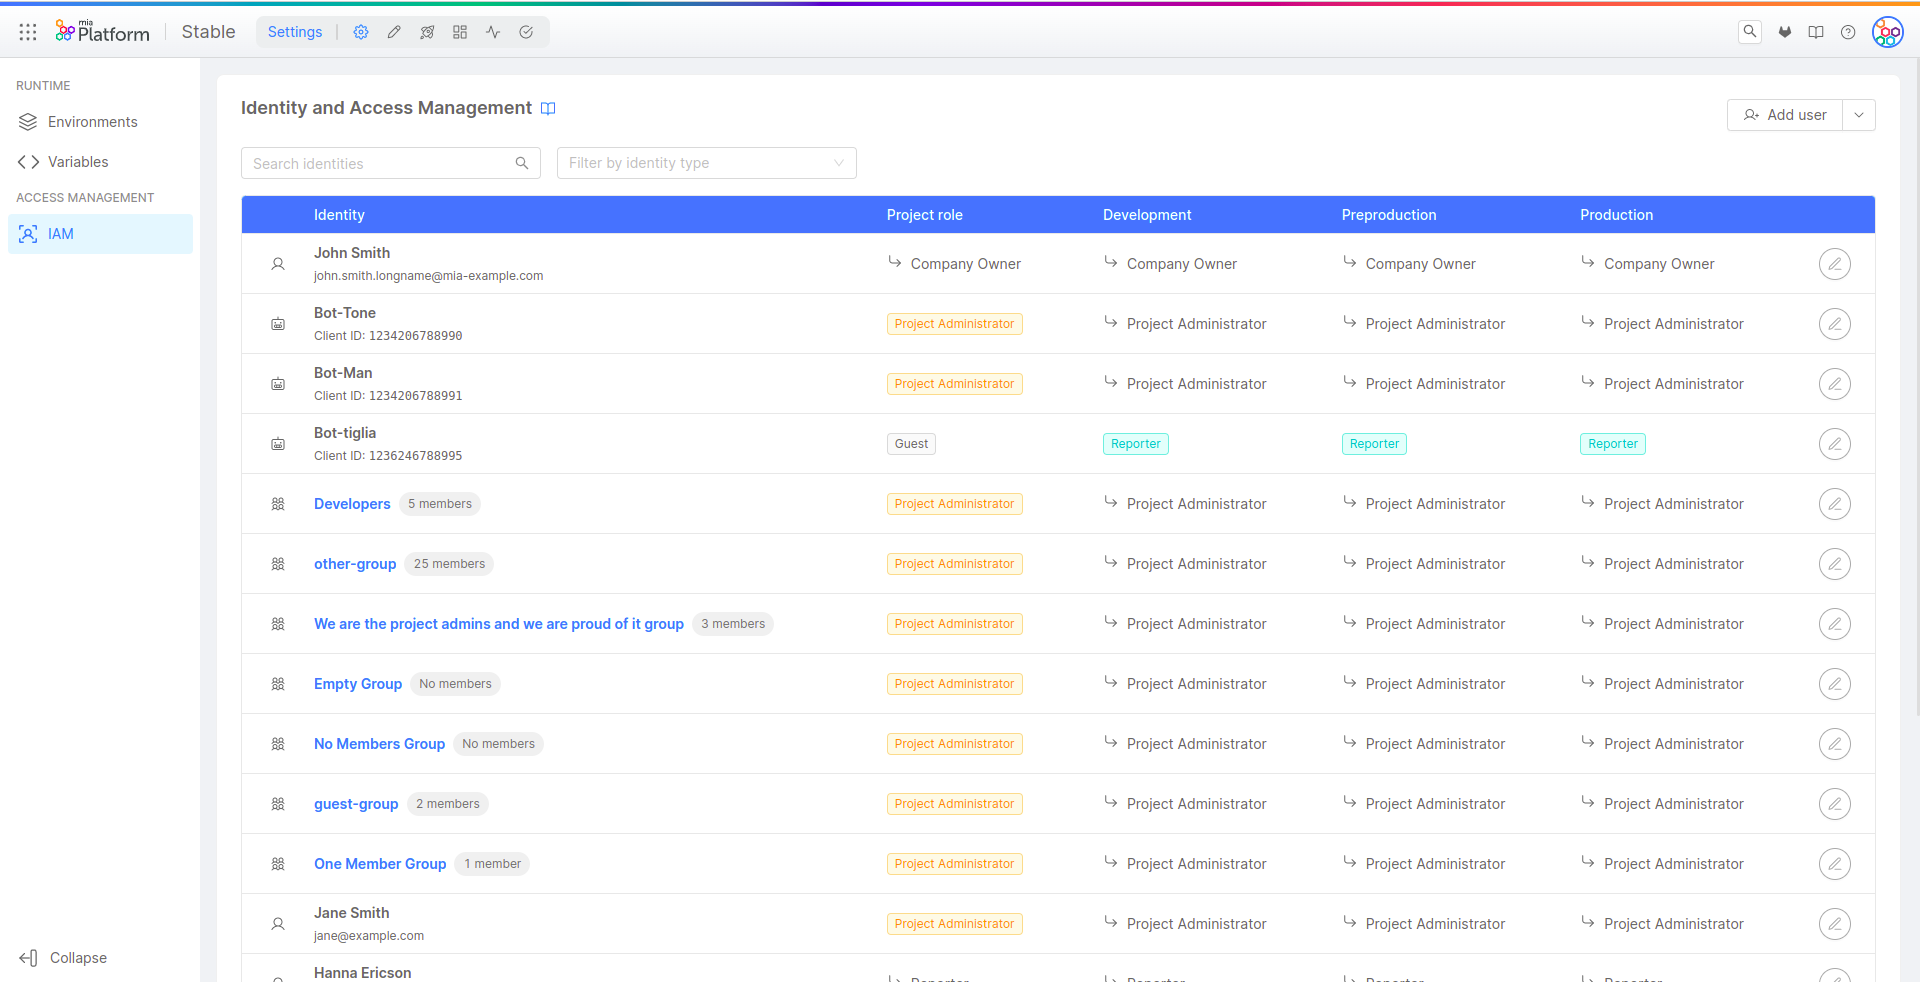 mia
Platform
Stable
Settings
RUNTIME
Environments
Variables
ACCESS MANAGEMENT
IAM
Collapse
Identity and Access Management
Add user
Search identities
Filter by identity type
Identity Project role Development Preproduction Production
John Smith
john.smith.longname@mia-example.com
Company Owner Company Owner Company Owner Company Owner
Bot-Tone
Client ID: 1234206788990
Project Administrator Project Administrator Project Administrator Project Administrator
Bot-Man
Client ID: 1234206788991
Project Administrator Project Administrator Project Administrator Project Administrator
Bot-tiglia
Client ID: 1236246788995
Guest Reporter Reporter Reporter
Developers 5 members Project Administrator Project Administrator Project Administrator Project Administrator
other-group 25 members Project Administrator Project Administrator Project Administrator Project Administrator
We are the project admins and we are proud of it group 3 members Project Administrator Project Administrator Project Administrator Project Administrator
Empty Group No members Project Administrator Project Administrator Project Administrator Project Administrator
No Members Group No members Project Administrator Project Administrator Project Administrator Project Administrator
guest-group 2 members Project Administrator Project Administrator Project Administrator Project Administrator
One Member Group 1 member Project Administrator Project Administrator Project Administrator Project Administrator
Jane Smith
jane@example.com
Project Administrator Project Administrator Project Administrator Project Administrator
Hanna Ericson
Reporter Reporter Reporter Reporter